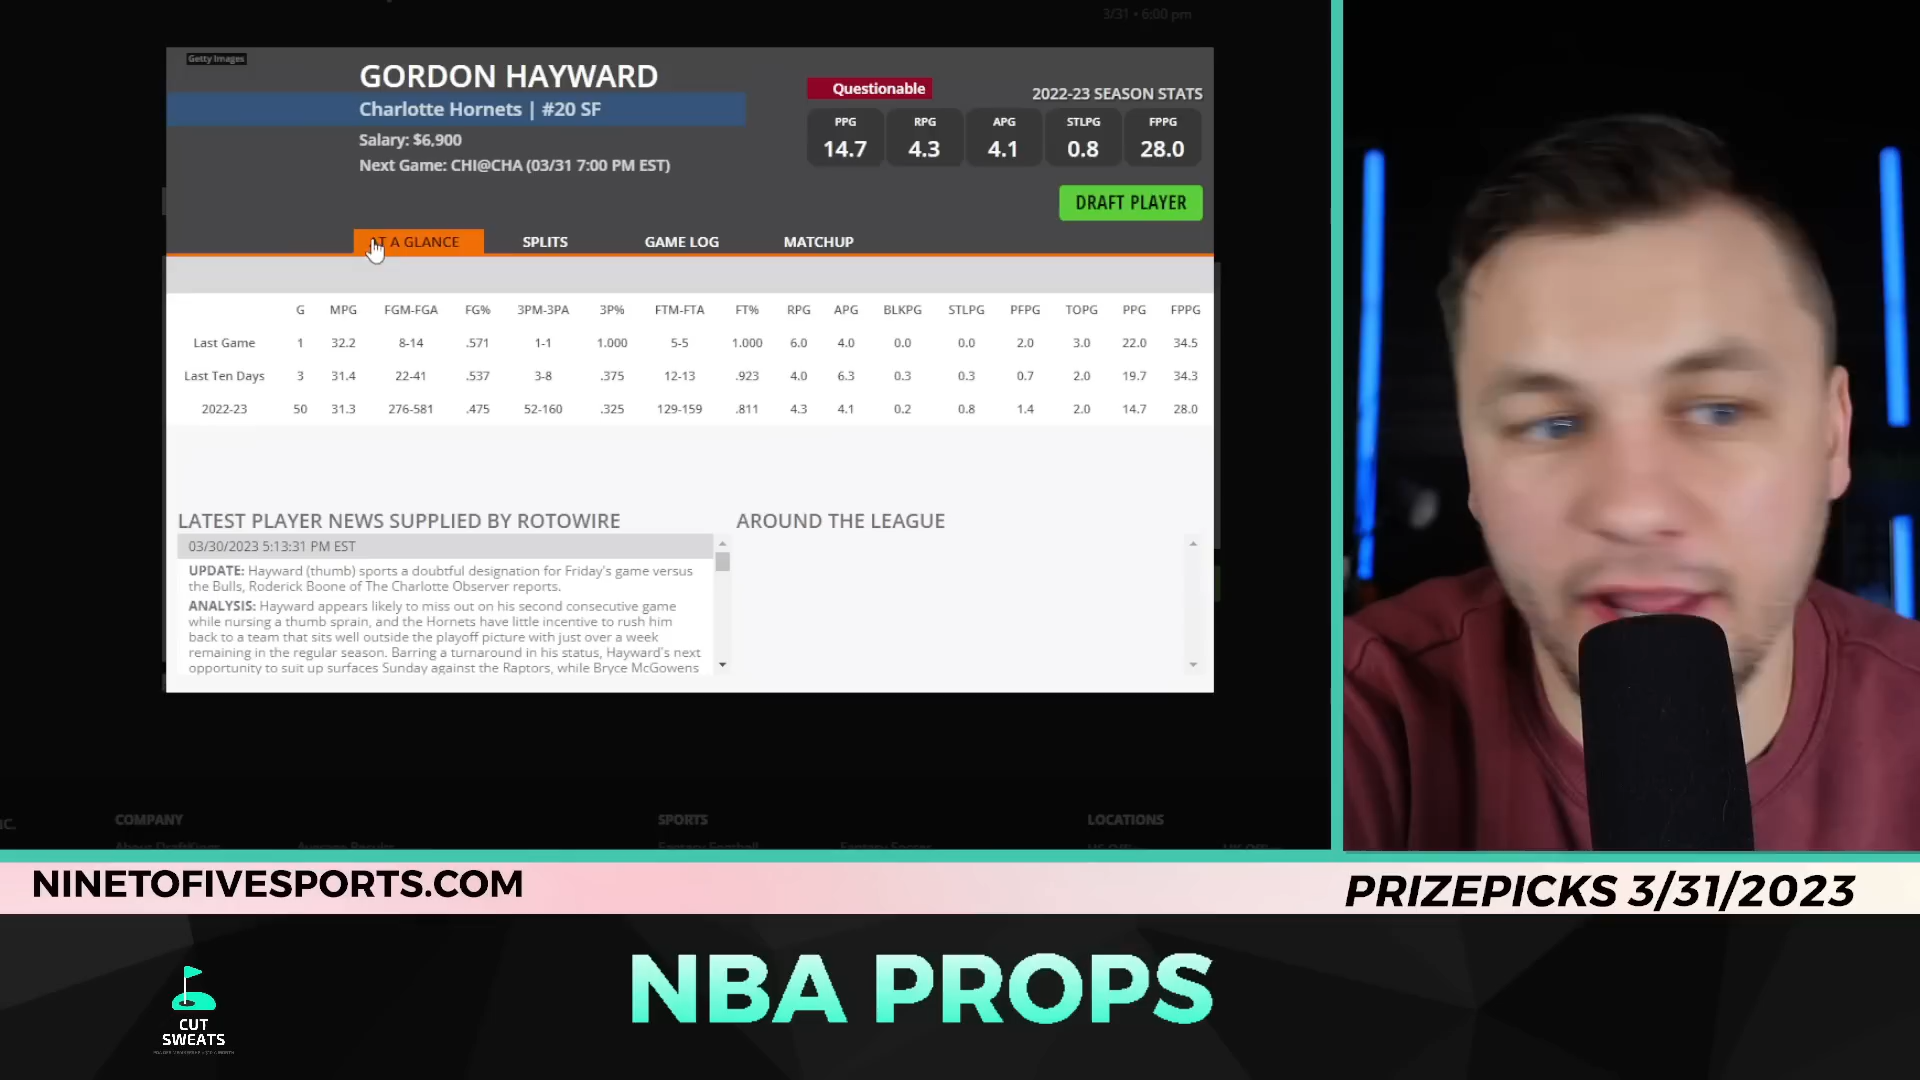 3/31 • 6:00 pm
Getty Images
GORDON HAYWARD
Charlotte Hornets | #20 SF
Salary: $6,900
Next Game: CHI@CHA (03/31 7:00 PM EST)
Questionable
2022-23 SEASON STATS
PPG RPG APG STLPG FPPG
14.7 4.3 4.1 0.8 28.0
DRAFT PLAYER
AT A GLANCE SPLITS GAME LOG MATCHUP
G MPG FGM-FGA FG% 3PM-3PA 3P% FTM-FTA FT% RPG APG BLKPG STLPG PFPG TOPG PPG FPPG
Last Game 1 32.2 8-14 .571 1-1 1.000 5-5 1.000 6.0 4.0 0.0 0.0 2.0 3.0 22.0 34.5
Last Ten Days 3 31.4 22-41 .537 3-8 .375 12-13 .923 4.0 6.3 0.3 0.3 0.7 2.0 19.7 34.3
2022-23 50 31.3 276-581 .475 52-160 .325 129-159 .811 4.3 4.1 0.2 0.8 1.4 2.0 14.7 28.0
LATEST PLAYER NEWS SUPPLIED BY ROTOWIRE
03/30/2023 5:13:31 PM EST
UPDATE: Hayward (thumb) sports a doubtful designation for Friday's game versus
the Bulls, Roderick Boone of The Charlotte Observer reports.
ANALYSIS: Hayward appears likely to miss out on his second consecutive game
while nursing a thumb sprain, and the Hornets have little incentive to rush him
back to a team that sits well outside the playoff picture with just over a week
remaining in the regular season. Barring a turnaround in his status, Hayward's next
opportunity to suit up surfaces Sunday against the Raptors, while Bryce McGowens
AROUND THE LEAGUE
COMPANY SPORTS LOCATIONS
NINETOFIVESPORTS.COM
PRIZEPICKS 3/31/2023
NBA PROPS
CUT
SWEATS